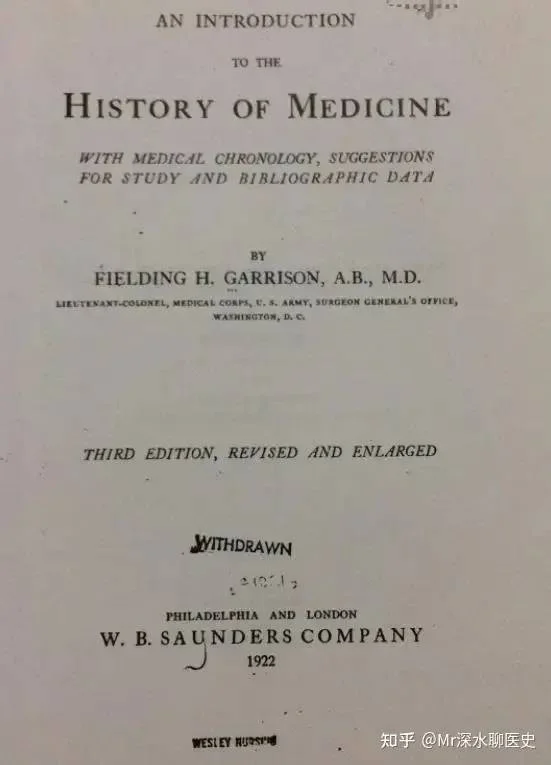 AN INTRODUCTION
TO THE
HISTORY OF MEDICINE
WITH MEDICAL CHRONOLOGY, SUGGESTIONS
FOR STUDY AND BIBLIOGRAPHIC DATA
BY
FIELDING H. GARRISON, A.B., M.D.
LIEUTENANT-COLONEL, MEDICAL CORPS, U. S. ARMY, SURGEON GENERAL'S OFFICE,
WASHINGTON, D. C.
THIRD EDITION, REVISED AND ENLARGED
WITHDRAWN
PHILADELPHIA AND LONDON
W. B. SAUNDERS COMPANY
1922
WESLEY
知乎 @Mr深水聊医史